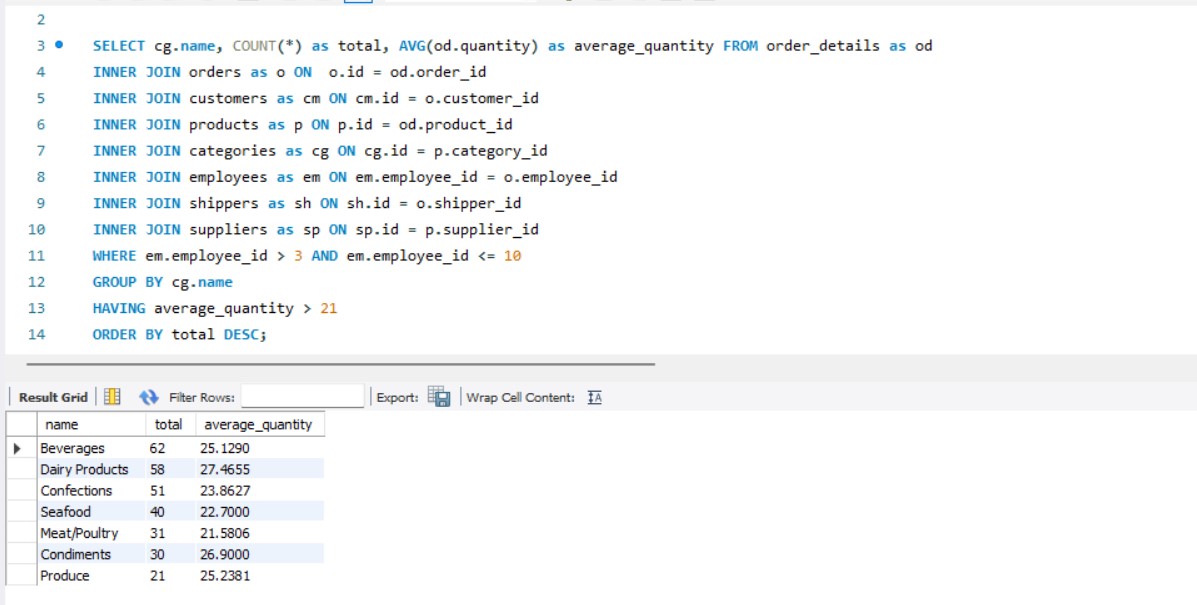 2
3 SELECT cg.name, COUNT(*) as total, AVG(od.quantity) as average_quantity FROM order_details as od
4 INNER JOIN orders as o ON  o.id = od.order_id
5 INNER JOIN customers as cm ON cm.id = o.customer_id
6 INNER JOIN products as p ON p.id = od.product_id
7 INNER JOIN categories as cg ON cg.id = p.category_id
8 INNER JOIN employees as em ON em.employee_id = o.employee_id
9 INNER JOIN shippers as sh ON sh.id = o.shipper_id
10 INNER JOIN suppliers as sp ON sp.id = p.supplier_id
11 WHERE em.employee_id > 3 AND em.employee_id <= 10
12 GROUP BY cg.name
13 HAVING average_quantity > 21
14 ORDER BY total DESC;
Result Grid Filter Rows: Export: Wrap Cell Content:
name total average_quantity
Beverages 62 25.1290
Dairy Products 58 27.4655
Confections 51 23.8627
Seafood 40 22.7000
Meat/Poultry 31 21.5806
Condiments 30 26.9000
Produce 21 25.2381